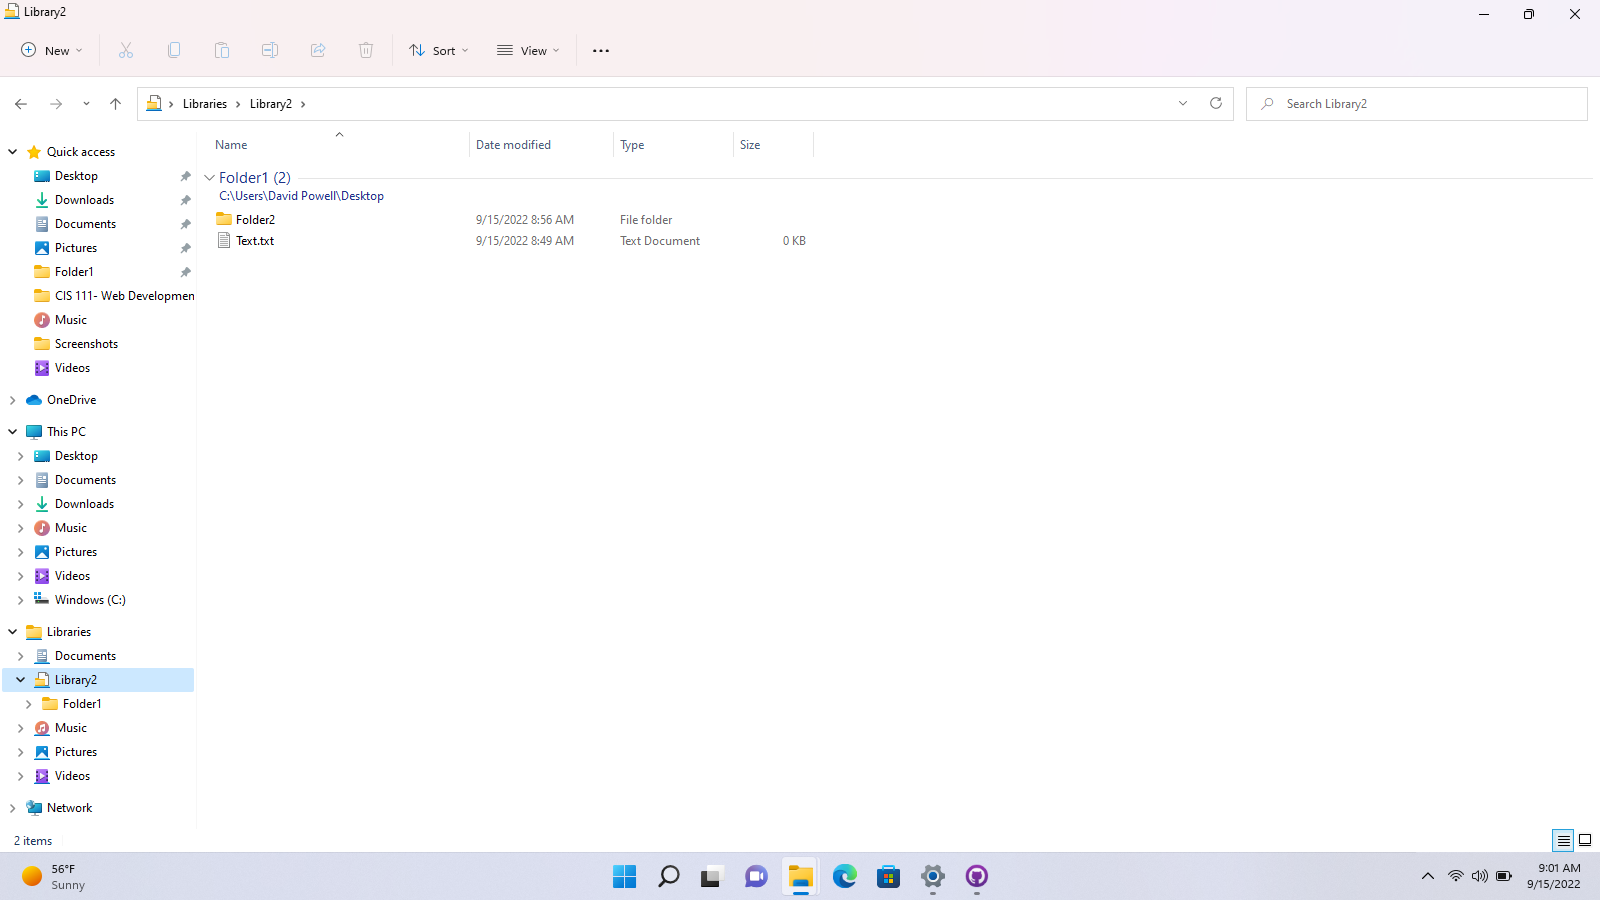 Library2
New
Sort
View
Libraries
Library2
Search Library2
Name
Date modified
Type
Size
Quick access
Desktop
Downloads
Documents
Pictures
Folder1
CIS 111- Web Developmen
Music
Screenshots
Videos
OneDrive
This PC
Desktop
Documents
Downloads
Music
Pictures
Videos
Windows (C:)
Libraries
Documents
Library2
Folder1
Music
Pictures
Videos
Network
Folder1 (2)
C:\Users\David Powell\Desktop
Folder2 9/15/2022 8:56 AM File folder
Text.txt 9/15/2022 8:49 AM Text Document 0 KB
2 items
56°F
Sunny
9:01 AM
9/15/2022